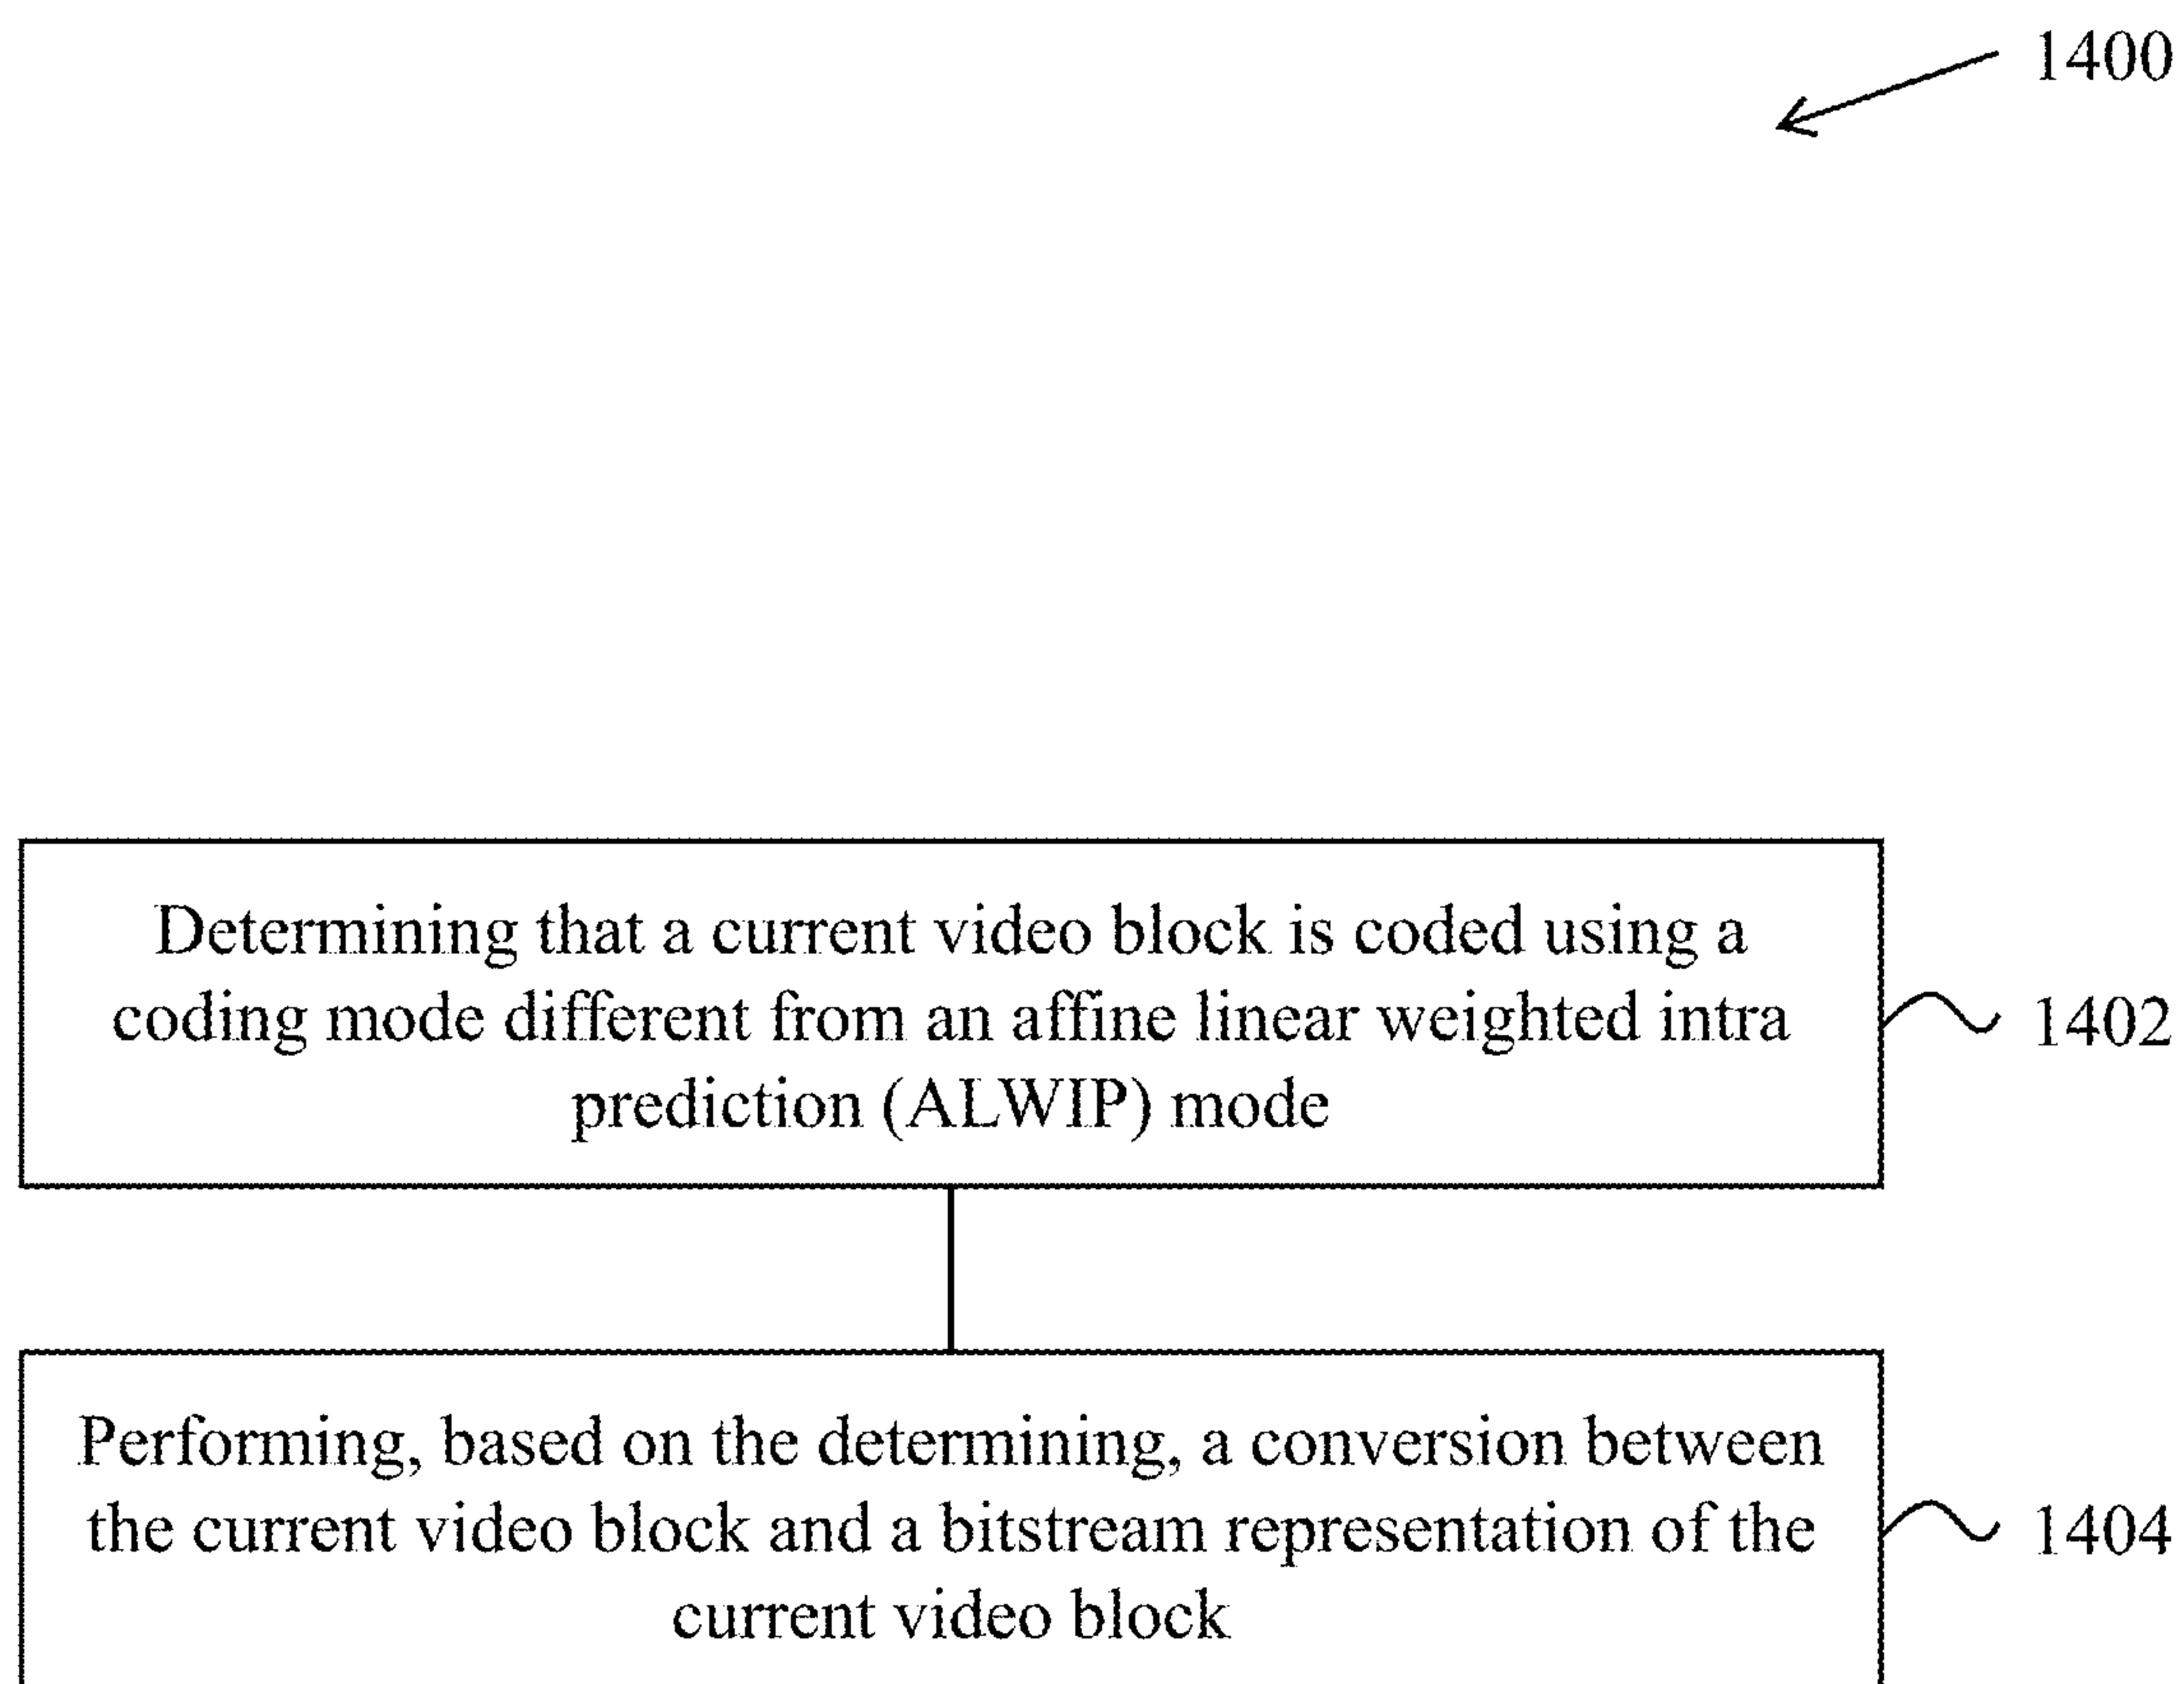 1400
Determining that a current video block is coded using a
coding mode different from an affine linear weighted intra
prediction (ALWIP) mode
1402
Performing, based on the determining, a conversion between
the current video block and a bitstream representation of the
current video block
1404